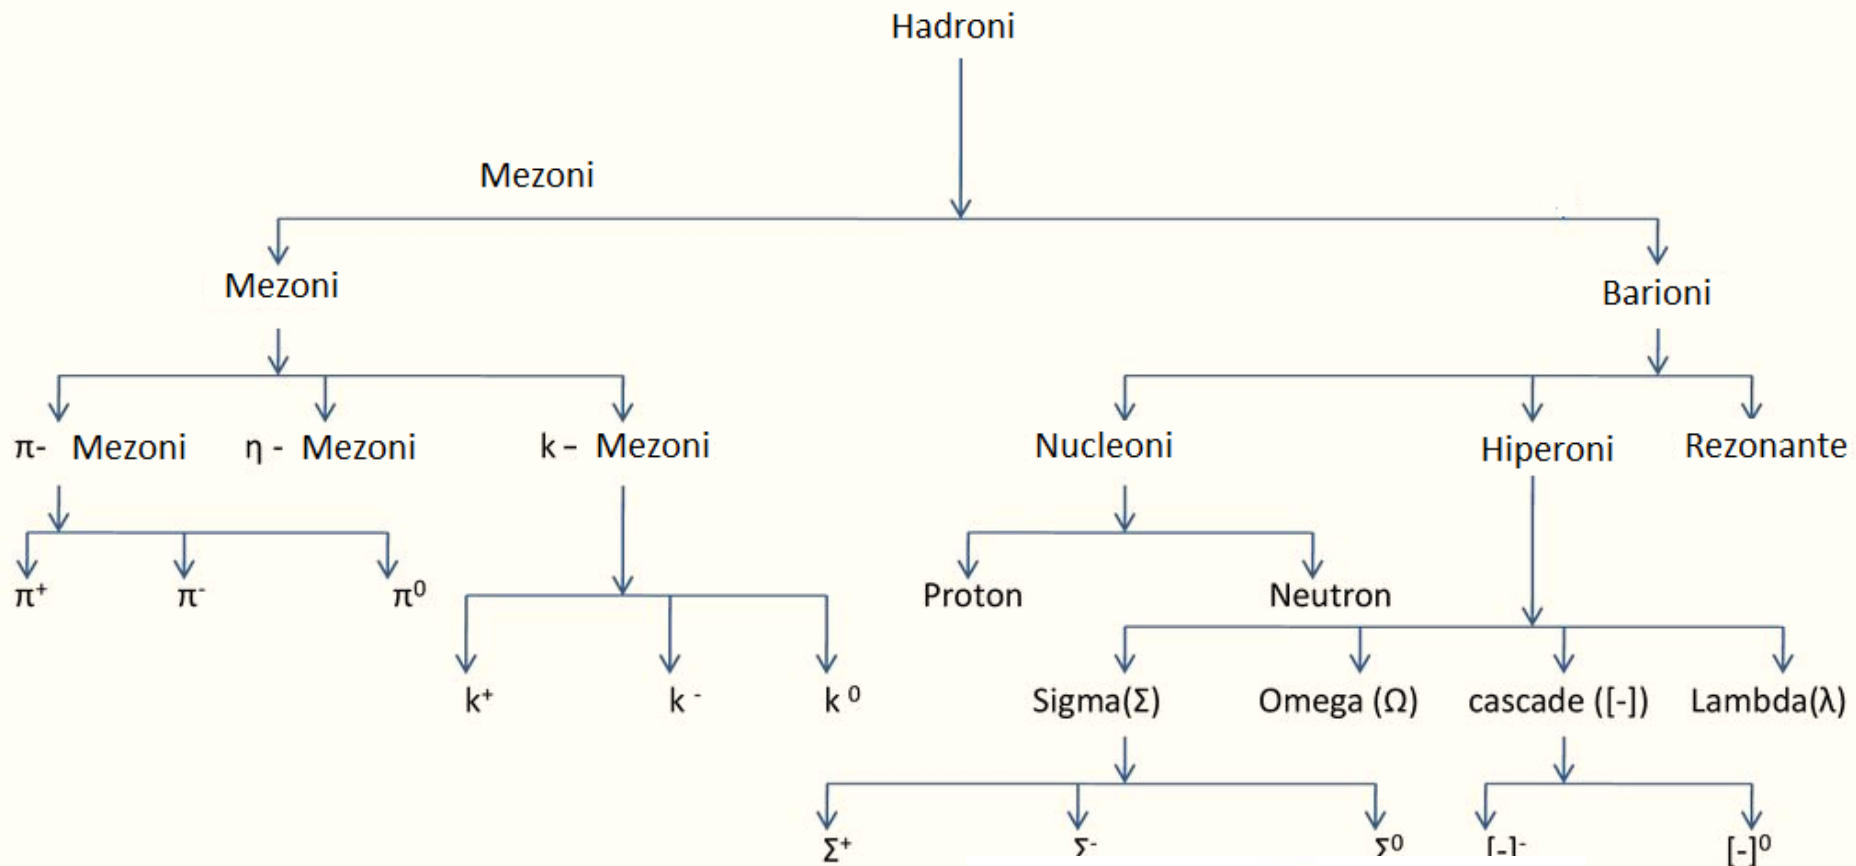 Hadroni
Mezoni
Mezoni
Barioni
π- Mezoni
η - Mezoni
k – Mezoni
Nucleoni
Hiperoni
Rezonante
π⁺
π⁻
π⁰
Proton
Neutron
k⁺
k ⁻
k ⁰
Sigma(Σ)
Omega (Ω)
cascade ([-])
Lambda(λ)
Σ⁺
Σ⁻
Σ⁰
[-]⁻
[-]⁰